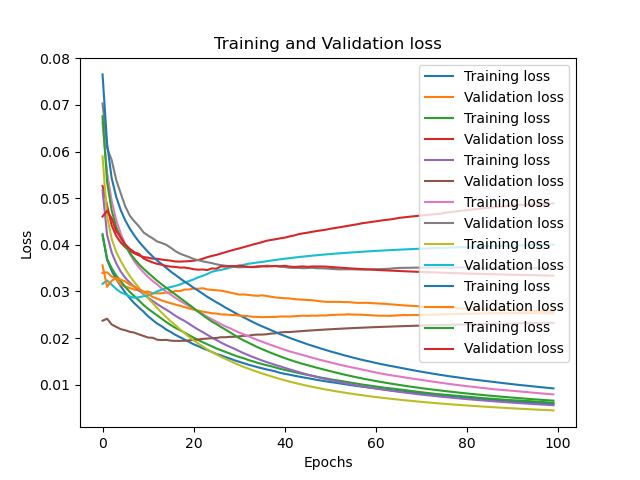 Training and Validation loss
0.08
0.07
0.06
0.05
0.04
0.03
0.02
0.01
Loss
Training loss
Validation loss
Training loss
Validation loss
Training loss
Validation loss
Training loss
Validation loss
Training loss
Validation loss
Training loss
Validation loss
Training loss
Validation loss
0 20 40 60 80 100
Epochs